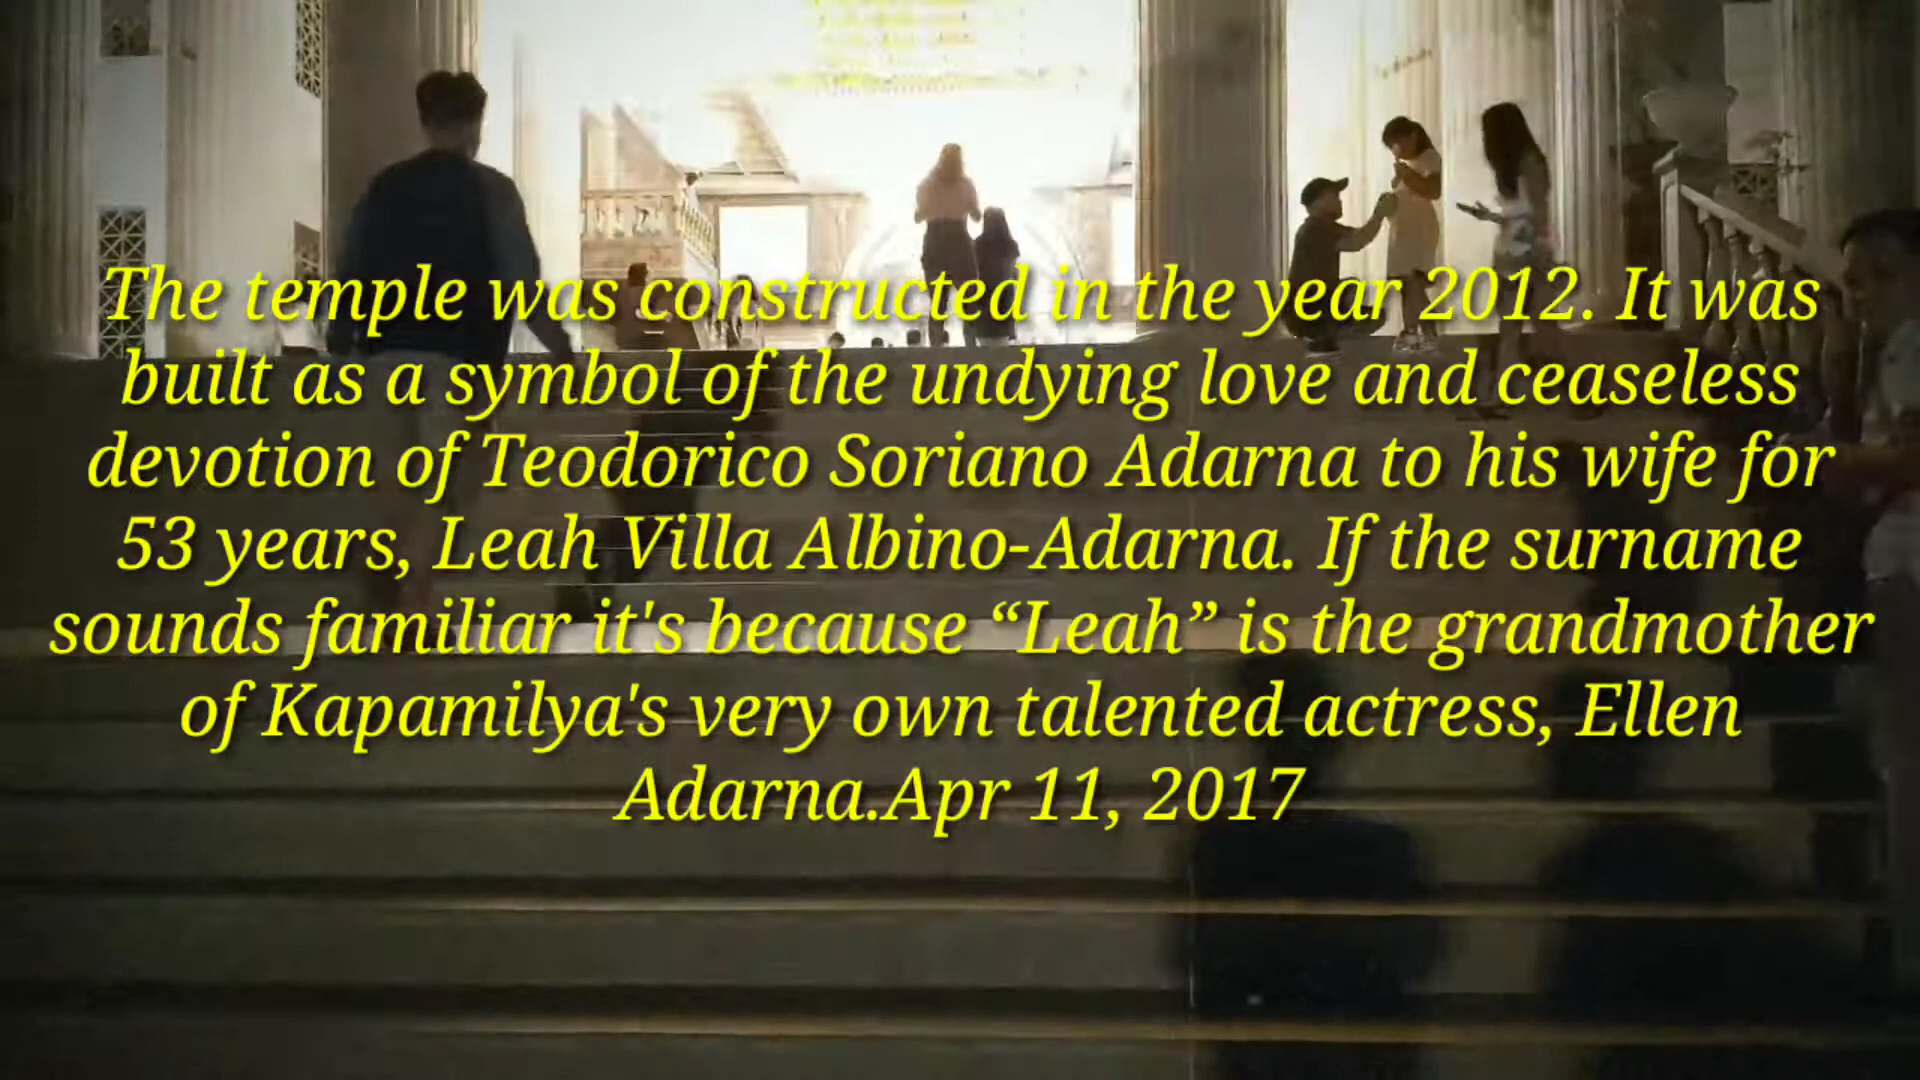 The temple was constructed in the year 2012. It was
built as a symbol of the undying love and ceaseless
devotion of Teodorico Soriano Adarna to his wife for
53 years, Leah Villa Albino-Adarna. If the surname
sounds familiar it's because “Leah” is the grandmother
of Kapamilya's very own talented actress, Ellen
Adarna.Apr 11, 2017